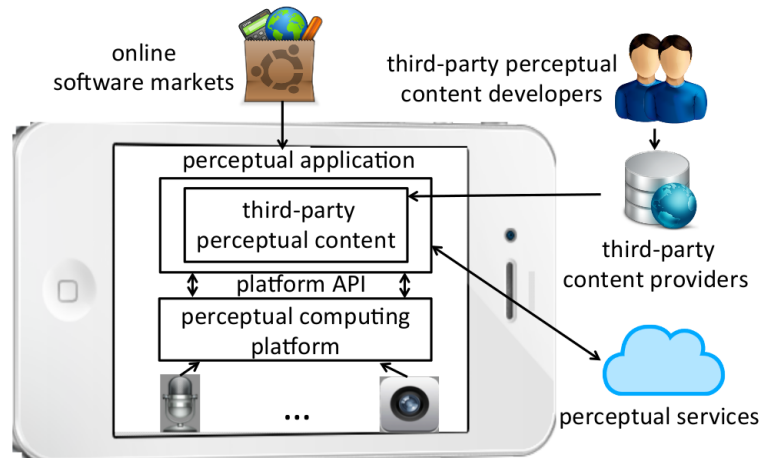 online
software markets
third-party perceptual
content developers
perceptual application
third-party
perceptual content
third-party
content providers
platform API
perceptual computing
platform
...
perceptual services